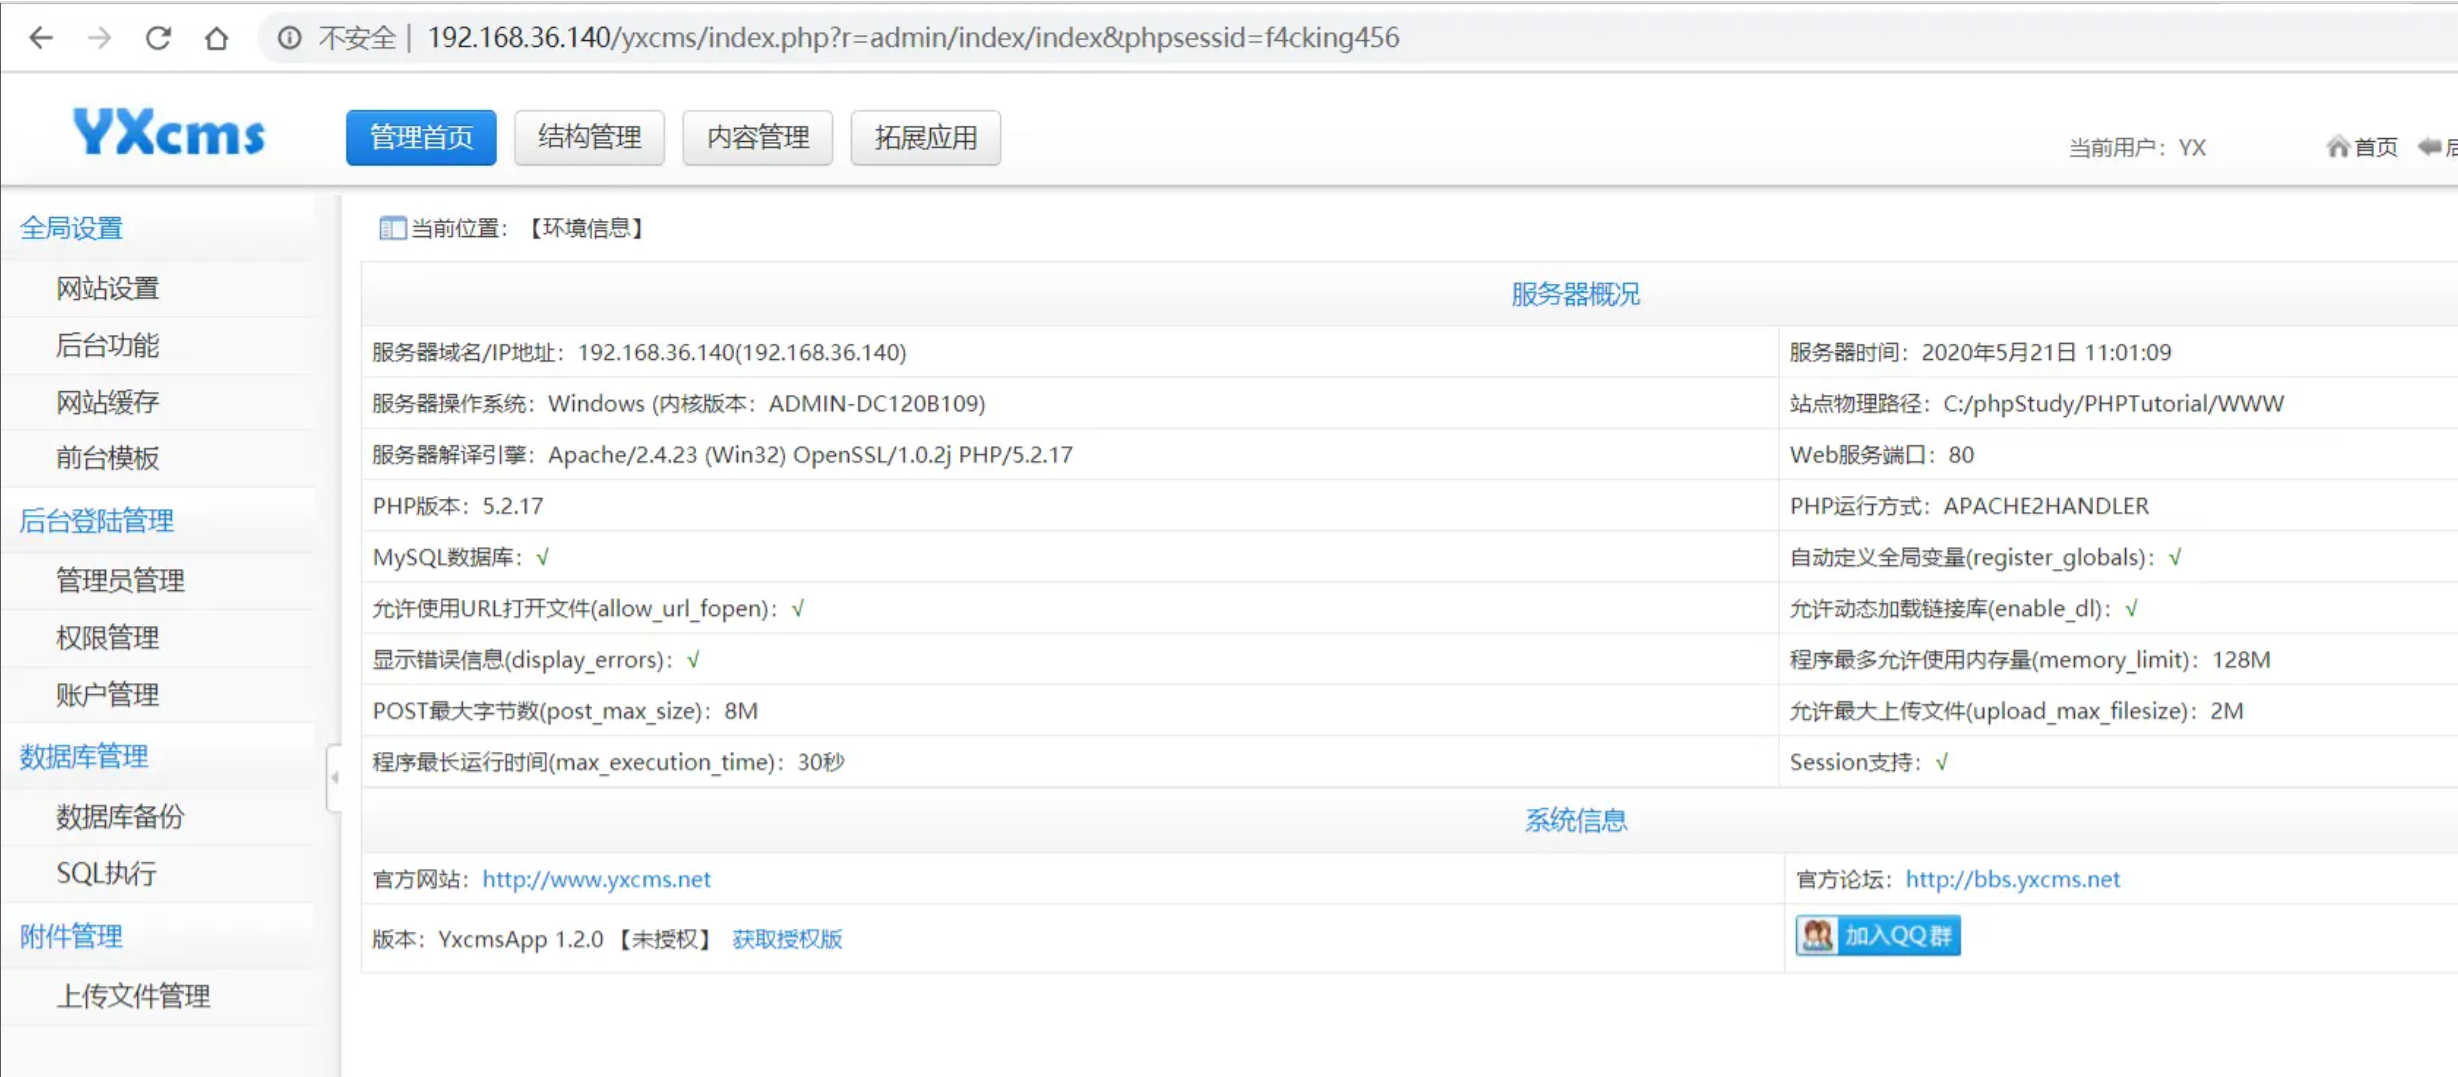 不安全 | 192.168.36.140/yxcms/index.php?r=admin/index/index&phpsessid=f4cking456
YXcms
管理首页 结构管理 内容管理 拓展应用
当前用户：YX 首页
全局设置
网站设置
后台功能
网站缓存
前台模板
后台登陆管理
管理员管理
权限管理
账户管理
数据库管理
数据库备份
SQL执行
附件管理
上传文件管理
当前位置：【环境信息】
服务器概况
服务器域名/IP地址：192.168.36.140(192.168.36.140) 服务器时间：2020年5月21日 11:01:09
服务器操作系统：Windows (内核版本：ADMIN-DC120B109) 站点物理路径：C:/phpStudy/PHPTutorial/WWW
服务器解译引擎：Apache/2.4.23 (Win32) OpenSSL/1.0.2j PHP/5.2.17 Web服务端口：80
PHP版本：5.2.17 PHP运行方式：APACHE2HANDLER
MySQL数据库：√ 自动定义全局变量(register_globals)：√
允许使用URL打开文件(allow_url_fopen)：√ 允许动态加载链接库(enable_dl)：√
显示错误信息(display_errors)：√ 程序最多允许使用内存量(memory_limit)：128M
POST最大字节数(post_max_size)：8M 允许最大上传文件(upload_max_filesize)：2M
程序最长运行时间(max_execution_time)：30秒 Session支持：√
系统信息
官方网站：http://www.yxcms.net 官方论坛：http://bbs.yxcms.net
版本：YxcmsApp 1.2.0 【未授权】 获取授权版 加入QQ群